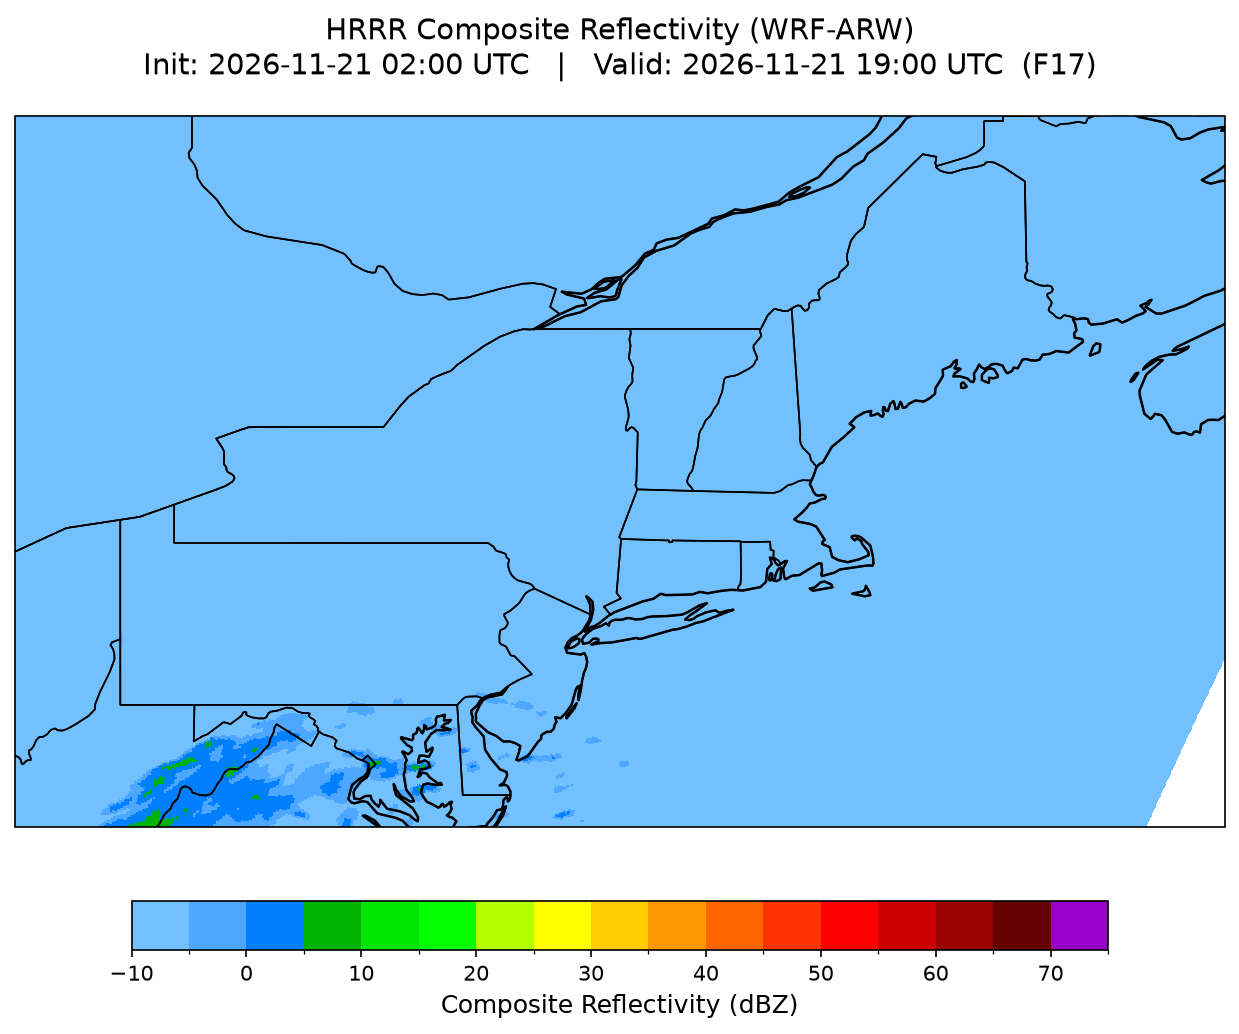 HRRR Composite Reflectivity (WRF-ARW)
Init: 2026-11-21 02:00 UTC   |   Valid: 2026-11-21 19:00 UTC  (F17)
−10 0 10 20 30 40 50 60 70
Composite Reflectivity (dBZ)